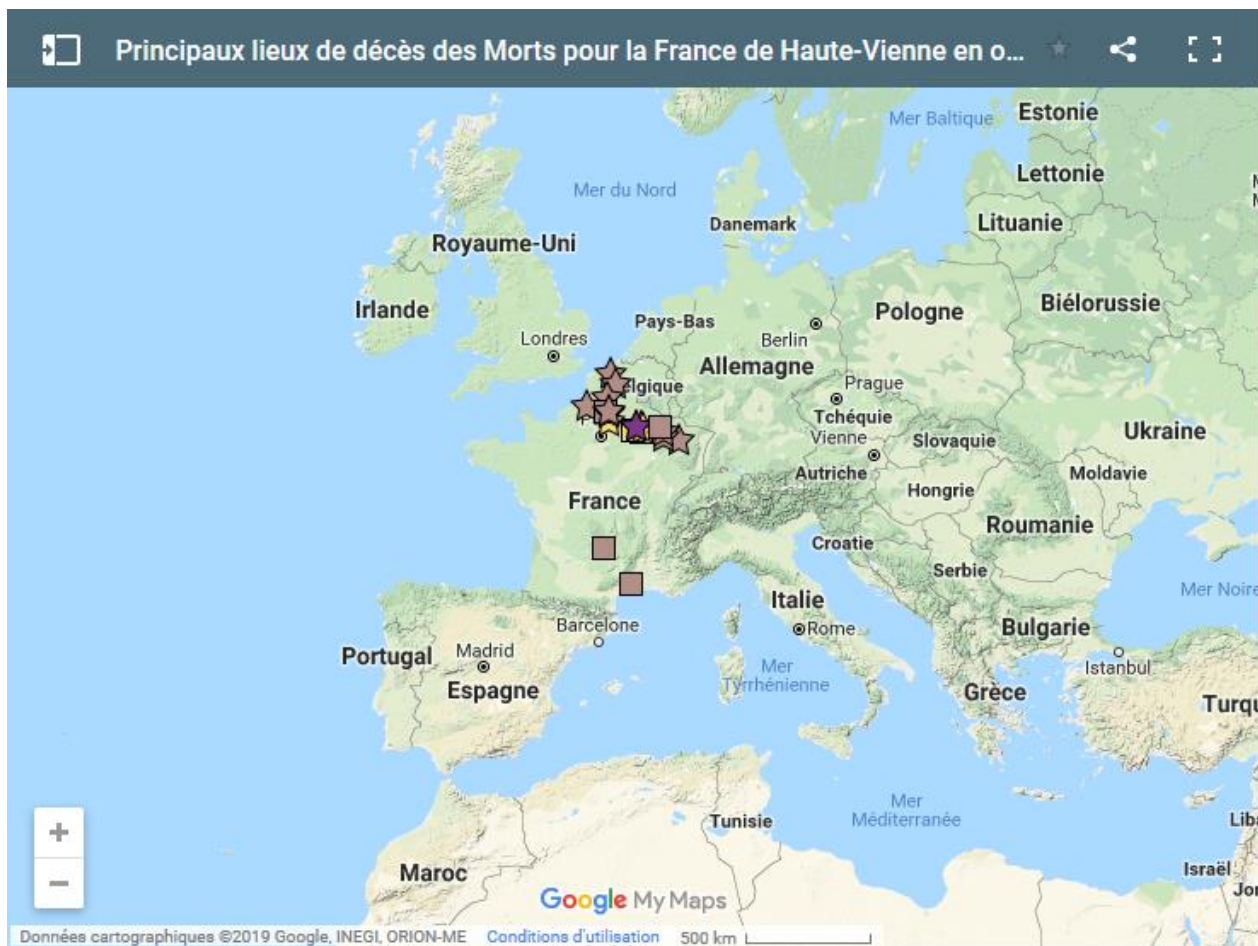 Principaux lieux de décès des Morts pour la France de Haute-Vienne en o...
Mer Baltique
Estonie
Lettonie
Mer du Nord
Danemark
Lituanie
Royaume-Uni
Irlande
Biélorussie
Pays-Bas
Pologne
Londres
Berlin
Allemagne
elgique
Prague
Tchéquie
Ukraine
Vienne
Slovaquie
Autriche
Moldavie
Hongrie
France
Roumanie
Croatie
Serbie
Mer Noire
Italie
Barcelone
Rome
Bulgarie
Portugal
Madrid
Istanbul
Mer
Tyrrhénienne
Espagne
Grèce
Turqu
Mer
Méditerranée
Tunisie
Liba
Maroc
Israël
Jor
Google My Maps
Données cartographiques ©2019 Google, INEGI, ORION-ME Conditions d'utilisation 500 km